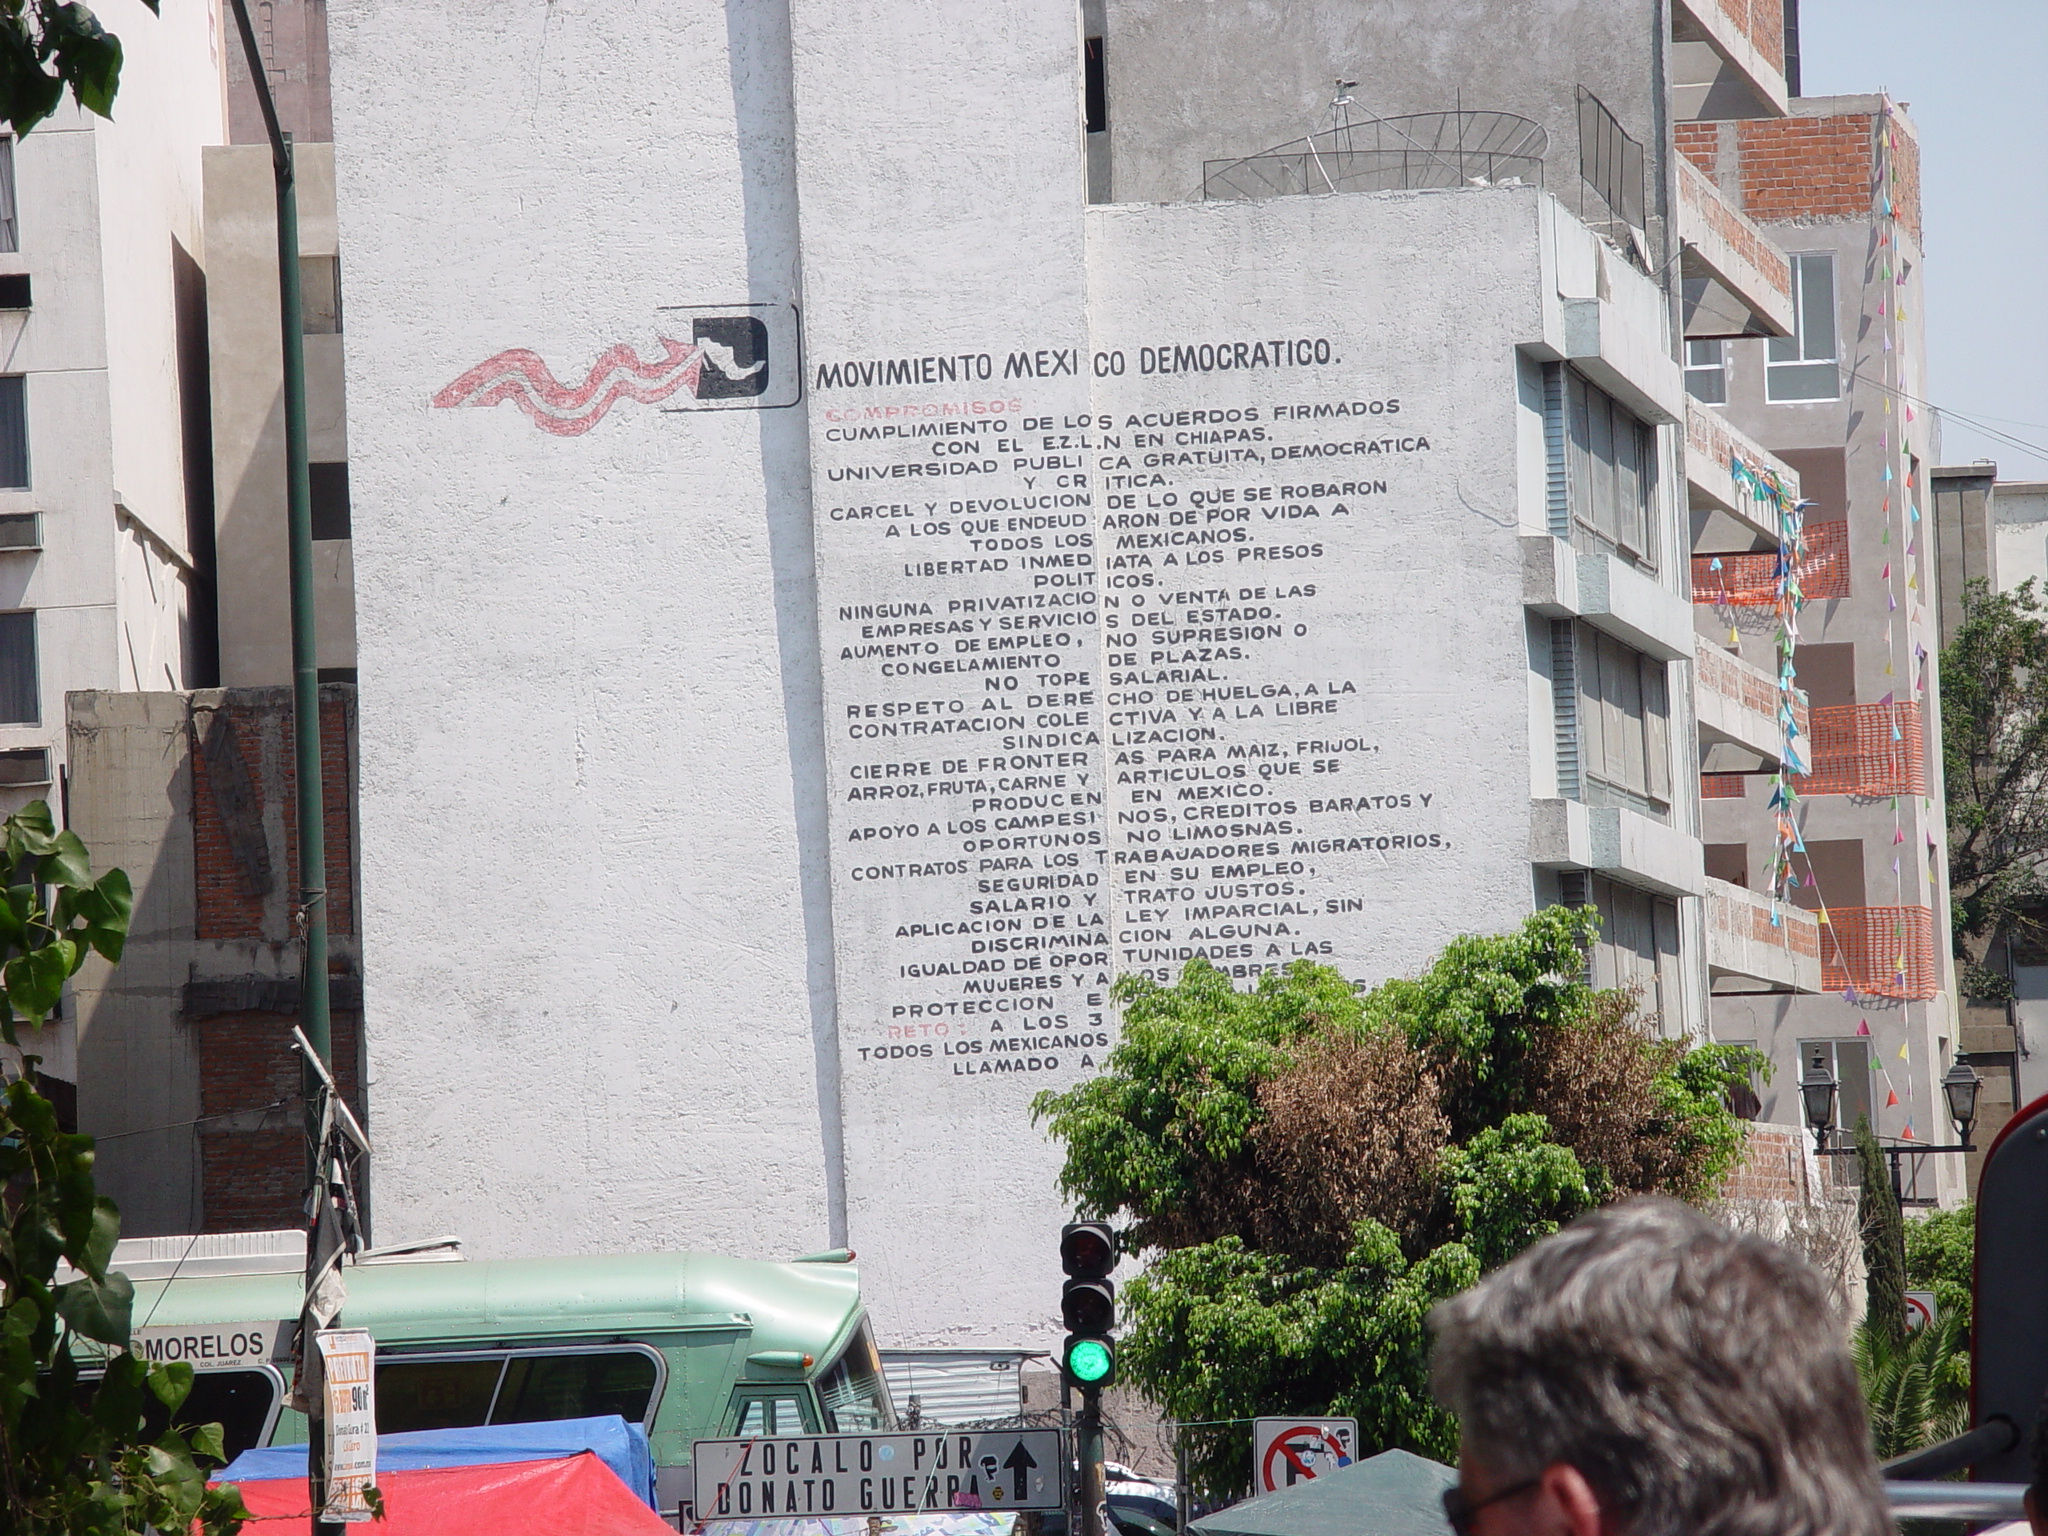 MOVIMIENTO MEXICO DEMOCRATICO.
COMPROMISOS
CUMPLIMIENTO DE LOS ACUERDOS FIRMADOS
CON EL E.Z.L.N EN CHIAPAS.
UNIVERSIDAD PUBLICA GRATUITA, DEMOCRATICA
Y CRITICA.
CARCEL Y DEVOLUCION DE LO QUE SE ROBARON
A LOS QUE ENDEUDARON DE POR VIDA A
TODOS LOS MEXICANOS.
LIBERTAD INMEDIATA A LOS PRESOS
POLITICOS.
NINGUNA PRIVATIZACION O VENTA DE LAS
EMPRESAS Y SERVICIOS DEL ESTADO.
AUMENTO DE EMPLEO, NO SUPRESION O
CONGELAMIENTO DE PLAZAS.
NO TOPE SALARIAL.
RESPETO AL DERECHO DE HUELGA, A LA
CONTRATACION COLECTIVA Y A LA LIBRE
SINDICALIZACION.
CIERRE DE FRONTERAS PARA MAIZ, FRIJOL,
ARROZ, FRUTA, CARNE Y ARTICULOS QUE SE
PRODUCEN EN MEXICO.
APOYO A LOS CAMPESINOS, CREDITOS BARATOS Y
OPORTUNOS NO LIMOSNAS.
CONTRATOS PARA LOS TRABAJADORES MIGRATORIOS,
SEGURIDAD EN SU EMPLEO,
SALARIO Y TRATO JUSTOS.
APLICACION DE LA LEY IMPARCIAL, SIN
DISCRIMINACION ALGUNA.
IGUALDAD DE OPORTUNIDADES A LAS
MUJERES Y A LOS HOMBRES
PROTECCION E
RETO: A LOS 3
TODOS LOS MEXICANOS
LLAMADO A
MORELOS
COL. JUAREZ
90
ZOCALO POR
DONATO GUERRA
E